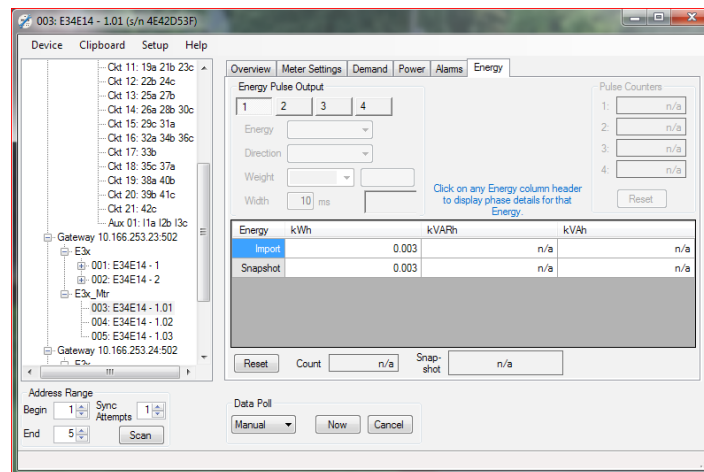 003: E34E14 - 1.01 (s/n 4E42D53F)
Device Clipboard Setup Help
Ckt 11: 19a 21b 23c
Ckt 12: 22b 24c
Ckt 13: 25a 27b
Ckt 14: 26a 28b 30c
Ckt 15: 29c 31a
Ckt 16: 32a 34b 36c
Ckt 17: 33b
Ckt 18: 35c 37a
Ckt 19: 38a 40b
Ckt 20: 39b 41c
Ckt 21: 42c
Aux 01: l1a l2b l3c
Gateway 10.166.253.23:502
E3x
001: E34E14 - 1
002: E34E14 - 2
E3x_Mtr
003: E34E14 - 1.01
004: E34E14 - 1.02
005: E34E14 - 1.03
Gateway 10.166.253.24:502
Address Range
Begin 1 Sync Attempts 1
End 5 Scan
Overview Meter Settings Demand Power Alarms Energy
Energy Pulse Output
1 2 3 4
Energy
Direction
Weight
Width 10 ms
Click on any Energy column header
to display phase details for that
Energy.
Pulse Counters
1: n/a
2: n/a
3: n/a
4: n/a
Reset
Energy kWh kVARh kVAh
Import 0.003 n/a n/a
Snapshot 0.003 n/a n/a
Reset Count n/a Snap-shot n/a
Data Poll
Manual Now Cancel